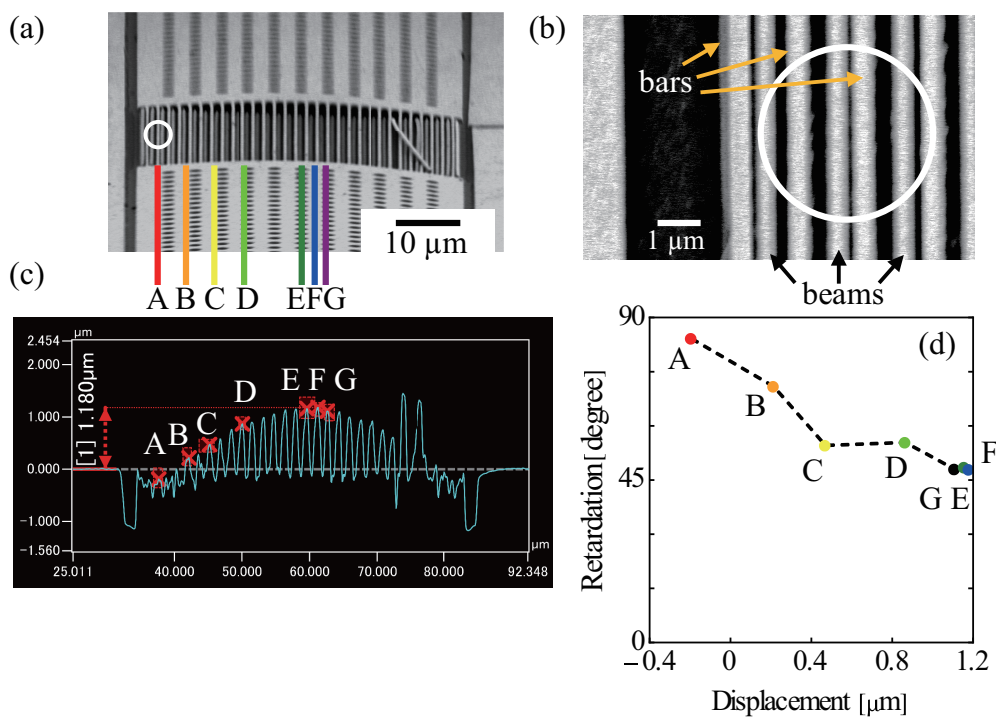 (a)
10 µm
A B C D E F G
(b)
bars
1 µm
beams
(c)
µm
2.454
2.000
1.000
0.000
-1.000
-1.560
[1] 1.180µm
A B C D E F G
µm
25.011 40.000 50.000 60.000 70.000 80.000 92.348
(d)
Retardation[ degree]
90
45
0
A
B
C
D
G E
F
−0.4 0 0.4 0.8 1.2
Displacement [µm]